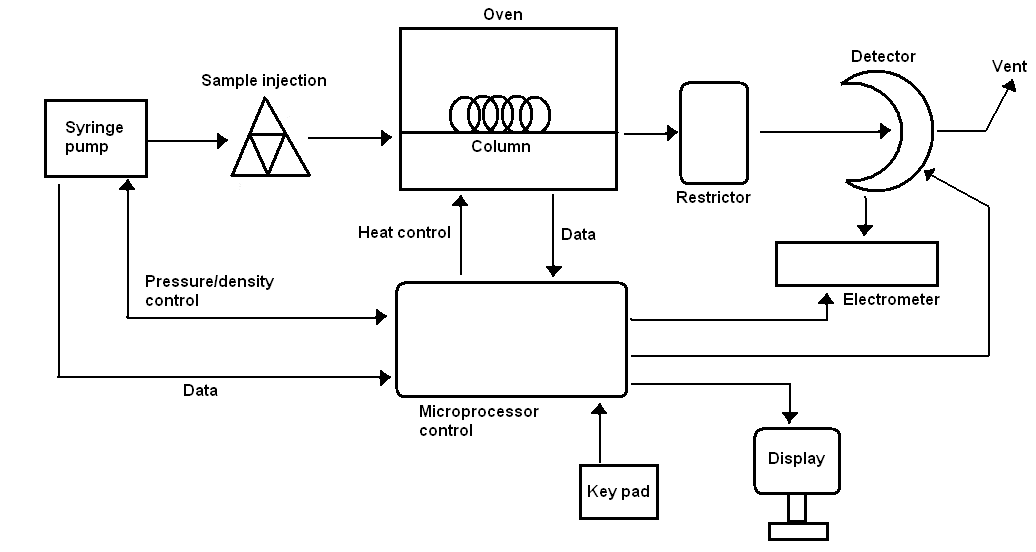 Oven
Detector
Vent
Sample injection
Syringe
pump
Column
Restrictor
Heat control
Data
Pressure/density
control
Electrometer
Data
Microprocessor
control
Display
Key pad